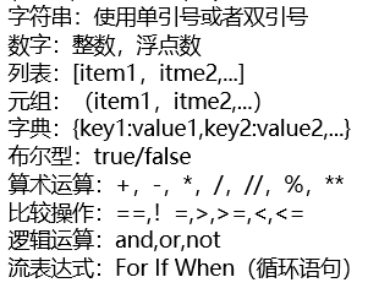 字符串：使用单引号或者双引号
数字：整数，浮点数
列表：[item1，itme2,...]
元组：（item1，itme2,...）
字典：{key1:value1,key2:value2,...}
布尔型：true/false
算术运算：+，-，*，/，//，%，**
比较操作：==,！=,>,>=,<,<=
逻辑运算：and,or,not
流表达式：For If When（循环语句）